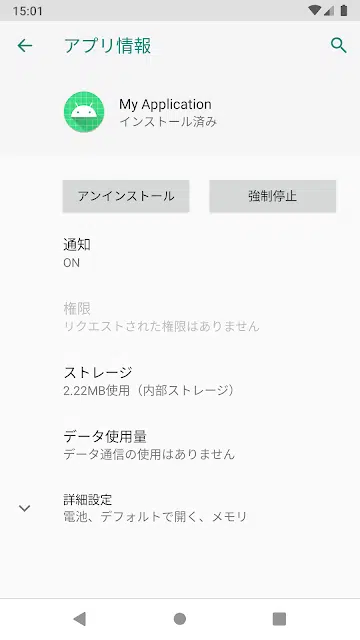 15:01
アプリ情報
My Application
インストール済み
アンインストール
強制停止
通知
ON
権限
リクエストされた権限はありません
ストレージ
2.22MB使用（内部ストレージ）
データ使用量
データ通信の使用はありません
詳細設定
電池、デフォルトで開く、メモリ